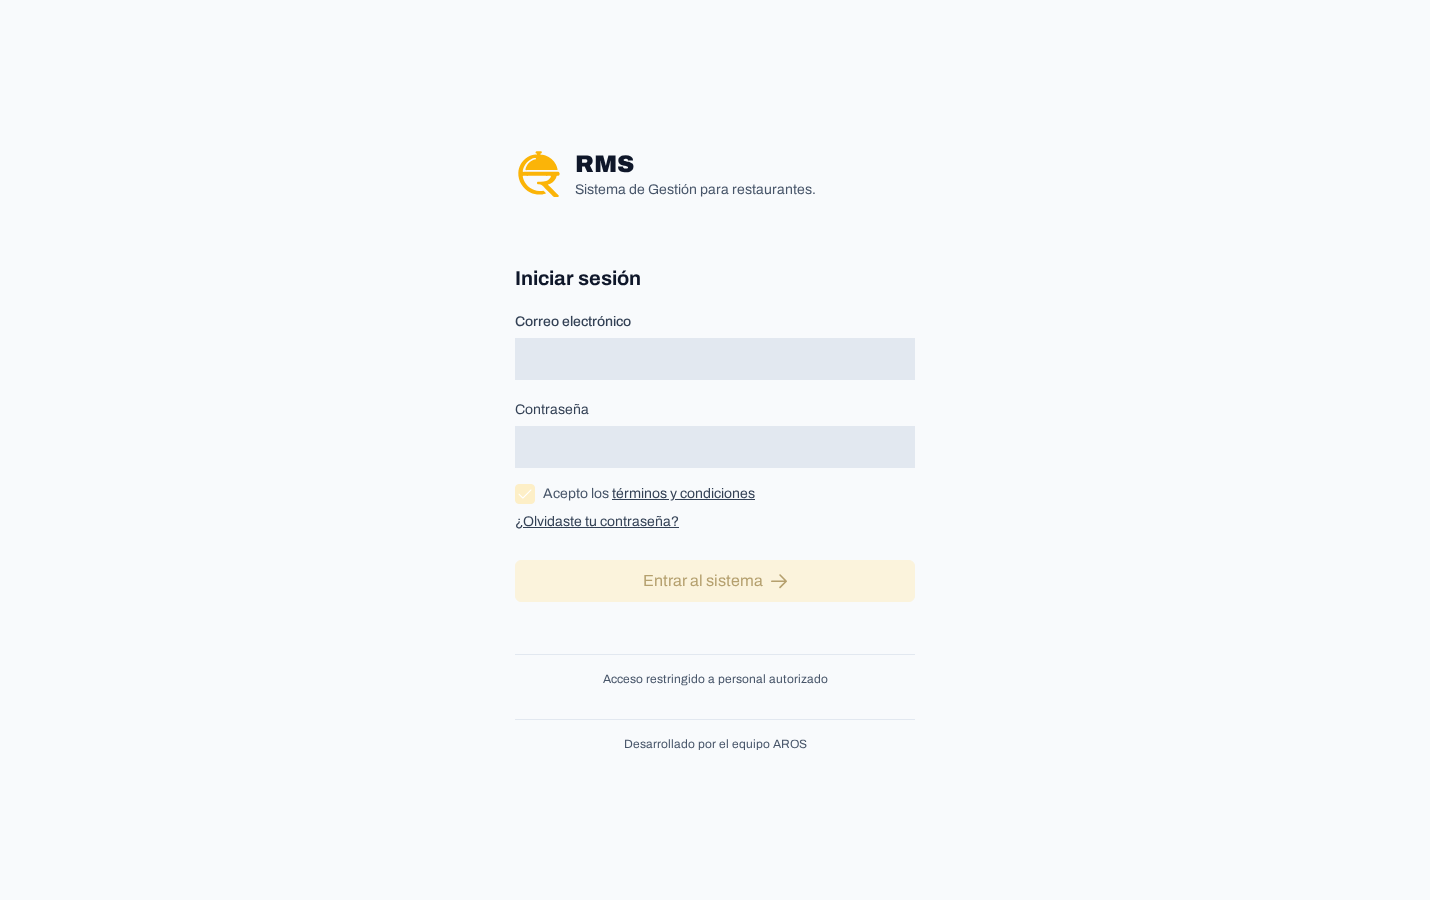 RMS
Sistema de Gestión para restaurantes.
Iniciar sesión
Correo electrónico
Contraseña
Acepto los términos y condiciones
¿Olvidaste tu contraseña?
Entrar al sistema
Acceso restringido a personal autorizado
Desarrollado por el equipo AROS